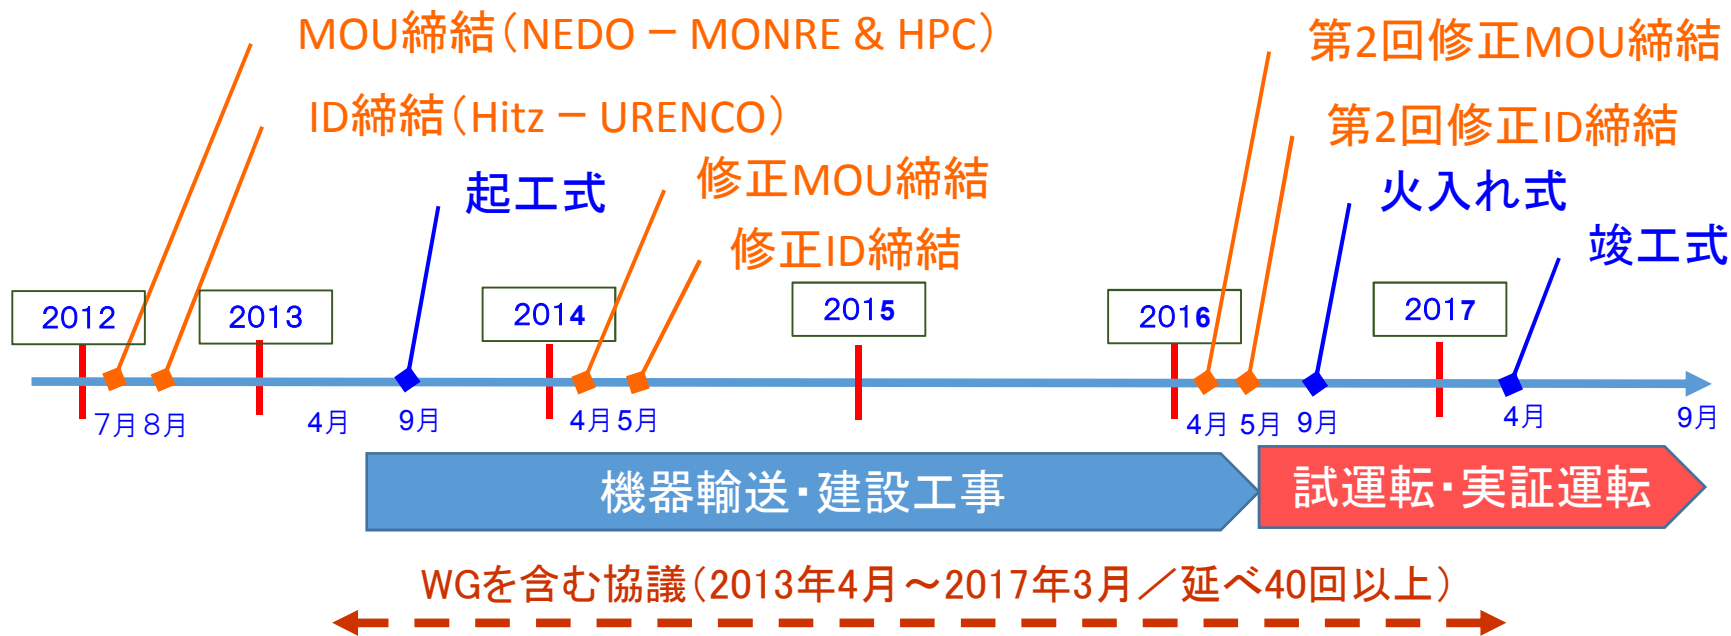 MOU締結（NEDO － MONRE & HPC）
第2回修正MOU締結
ID締結（Hitz － URENCO）
第2回修正ID締結
起工式
修正MOU締結
火入れ式
修正ID締結
竣工式
2012
2013
2014
2015
2016
2017
7月
8月
4月
9月
4月
5月
4月
5月
9月
4月
9月
機器輸送・建設工事
試運転・実証運転
WGを含む協議（2013年4月～2017年3月／延べ40回以上）